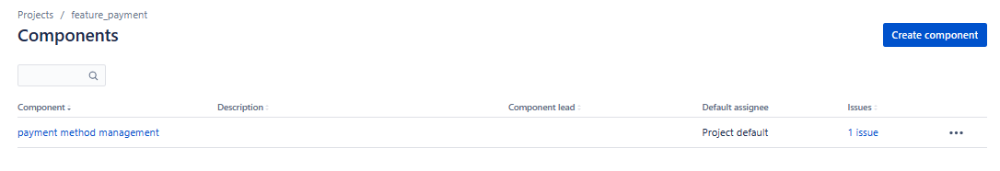 Projects / feature_payment
Components
Create component
Component Description Component lead Default assignee Issues
payment method management Project default 1 issue